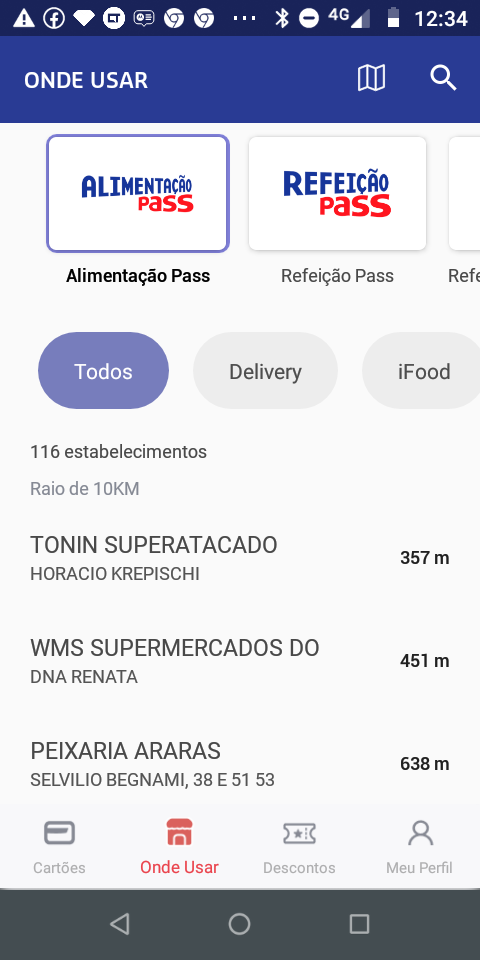 4G 12:34
ONDE USAR
ALIMENTAÇÃO
PASS
REFEIÇÃO
PASS
Alimentação Pass
Refeição Pass
Refe
Todos
Delivery
iFood
116 estabelecimentos
Raio de 10KM
TONIN SUPERATACADO
HORACIO KREPISCHI
357 m
WMS SUPERMERCADOS DO
DNA RENATA
451 m
PEIXARIA ARARAS
SELVILIO BEGNAMI, 38 E 51 53
638 m
Cartões
Onde Usar
Descontos
Meu Perfil